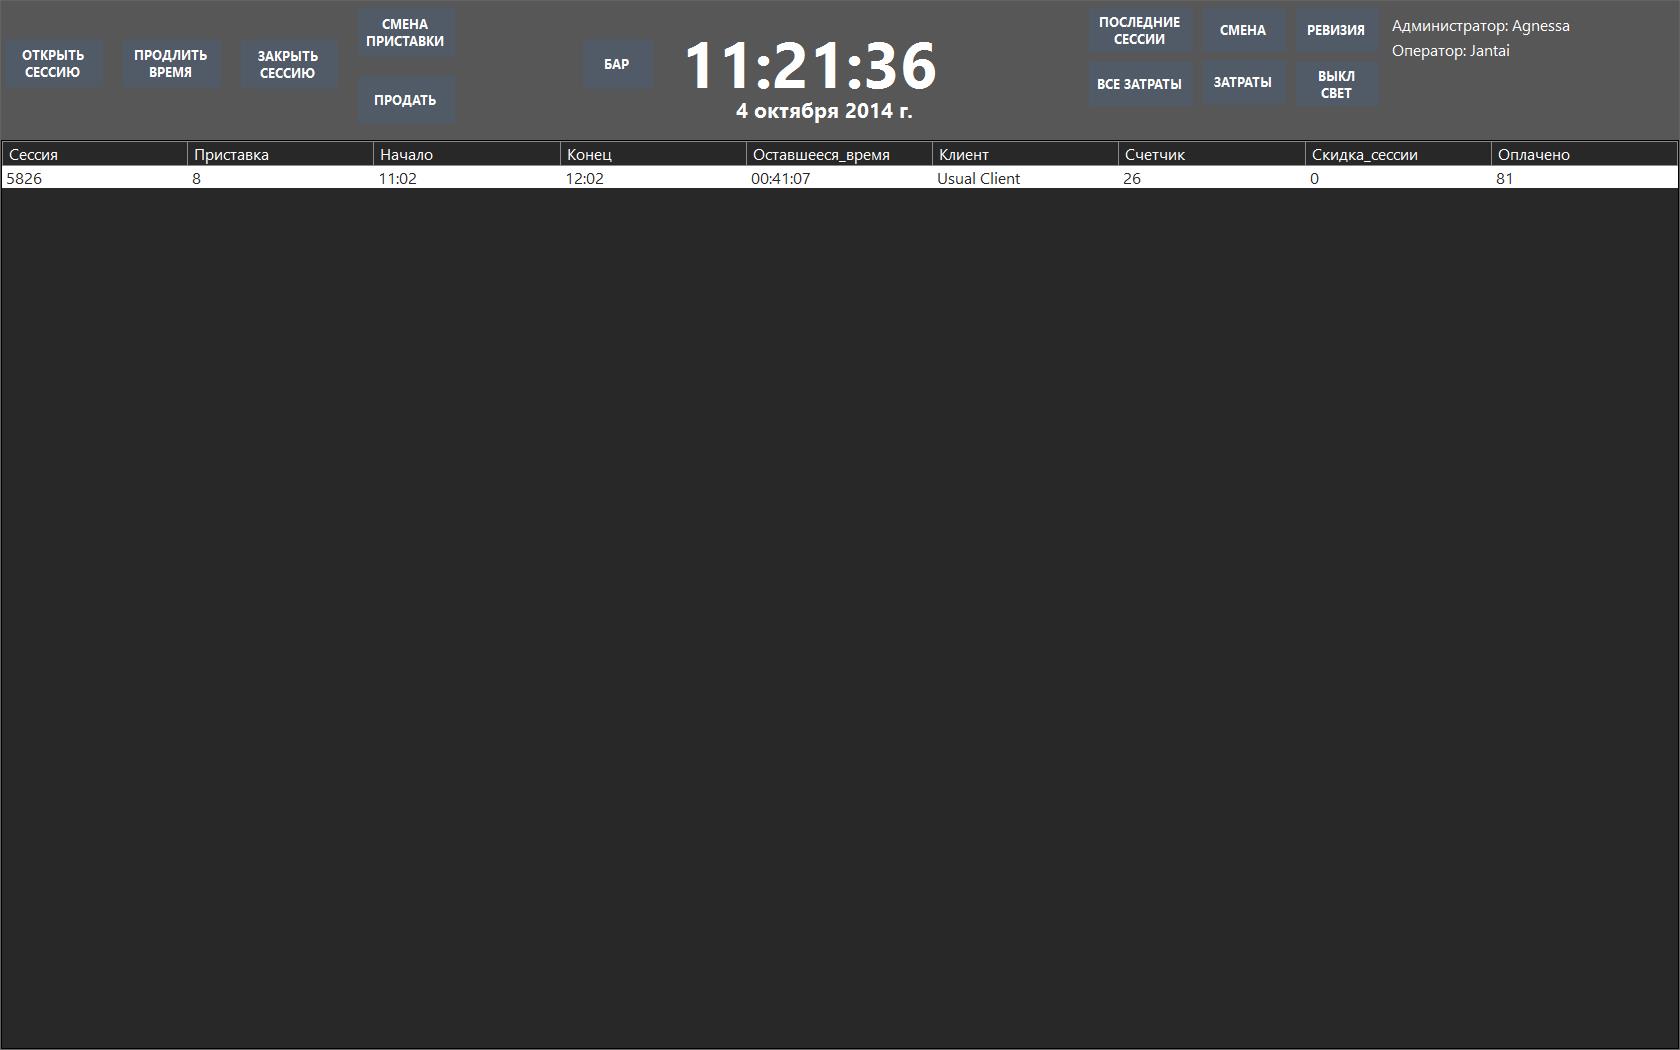 ОТКРЫТЬ
СЕССИЮ
ПРОДЛИТЬ
ВРЕМЯ
ЗАКРЫТЬ
СЕССИЮ
СМЕНА
ПРИСТАВКИ
ПРОДАТЬ
БАР
11:21:36
4 октября 2014 г.
ПОСЛЕДНИЕ
СЕССИИ
СМЕНА
РЕВИЗИЯ
ВСЕ ЗАТРАТЫ
ЗАТРАТЫ
ВЫКЛ
СВЕТ
Администратор: Agnessa
Оператор: Jantai
Сессия Приставка Начало Конец Оставшееся_время Клиент Счетчик Скидка_сессии Оплачено
5826 8 11:02 12:02 00:41:07 Usual Client 26 0 81